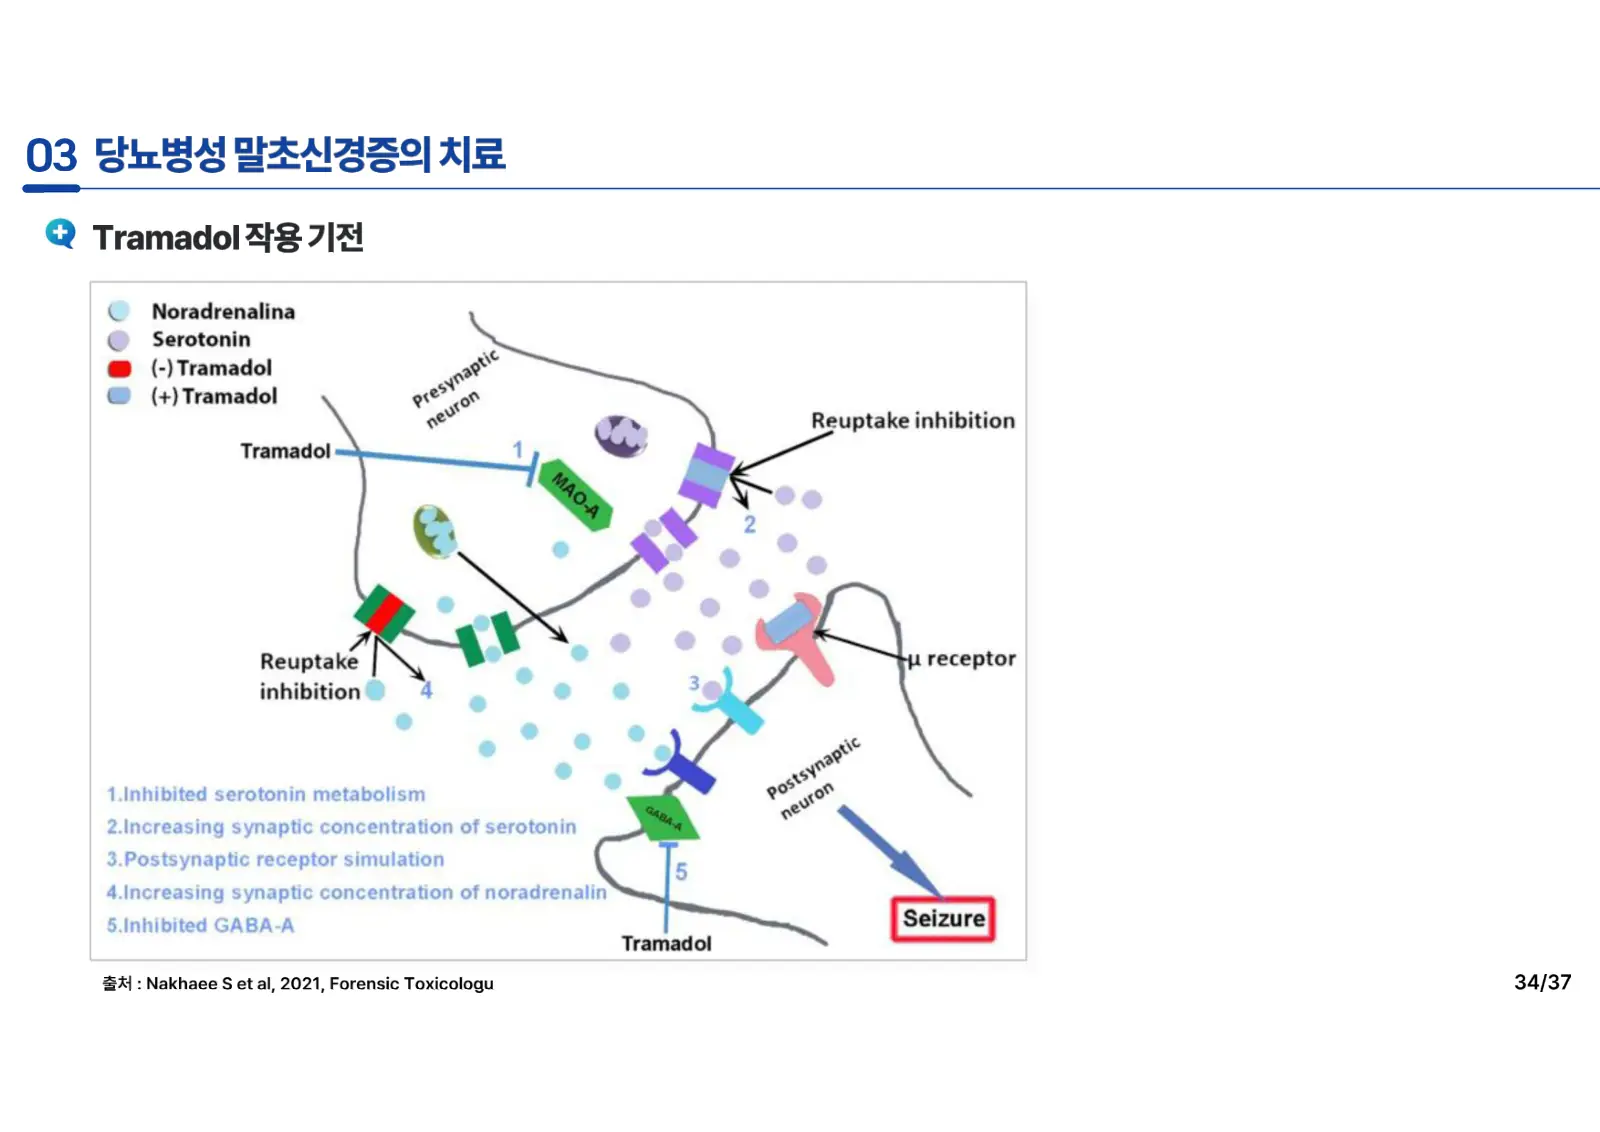 03 당뇨병성 말초신경증의 치료
Tramadol 작용 기전
Noradrenalina
Serotonin
(-) Tramadol
(+) Tramadol
Presynaptic
neuron
Reuptake inhibition
Tramadol
1
MAO-A
2
Reuptake
inhibition
4
μ receptor
3
Postsynaptic
neuron
1.Inhibited serotonin metabolism
2.Increasing synaptic concentration of serotonin
3.Postsynaptic receptor simulation
4.Increasing synaptic concentration of noradrenalin
5.Inhibited GABA-A
GABA-A
5
Tramadol
Seizure
출처 : Nakhaee S et al, 2021, Forensic Toxicologu
34/37